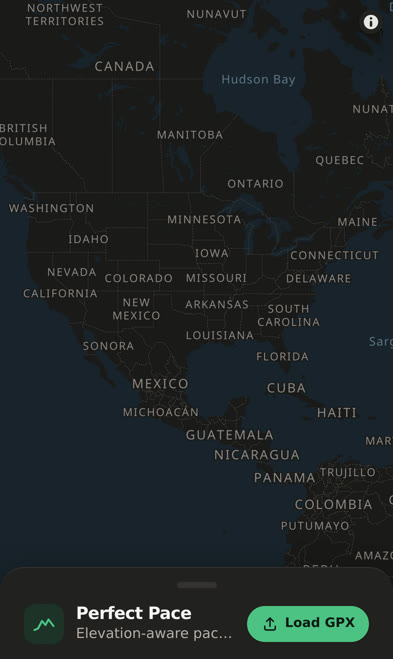 NORTHWEST
TERRITORIES
NUNAVUT
CANADA
Hudson Bay
NUNAT
BRITISH
OLUMBIA
MANITOBA
QUEBEC
ONTARIO
WASHINGTON
MINNESOTA
MAINE
IDAHO
IOWA
CONNECTICUT
NEVADA
COLORADO
MISSOURI
DELAWARE
CALIFORNIA
NEW
MEXICO
ARKANSAS
SOUTH
CAROLINA
LOUISIANA
Sarg
SONORA
FLORIDA
MEXICO
CUBA
MICHOACÁN
HAITI
GUATEMALA
MAR
NICARAGUA
PANAMA
TRUJILLO
COLOMBIA
PUTUMAYO
AMAZO
Perfect Pace
Elevation-aware pac...
Load GPX